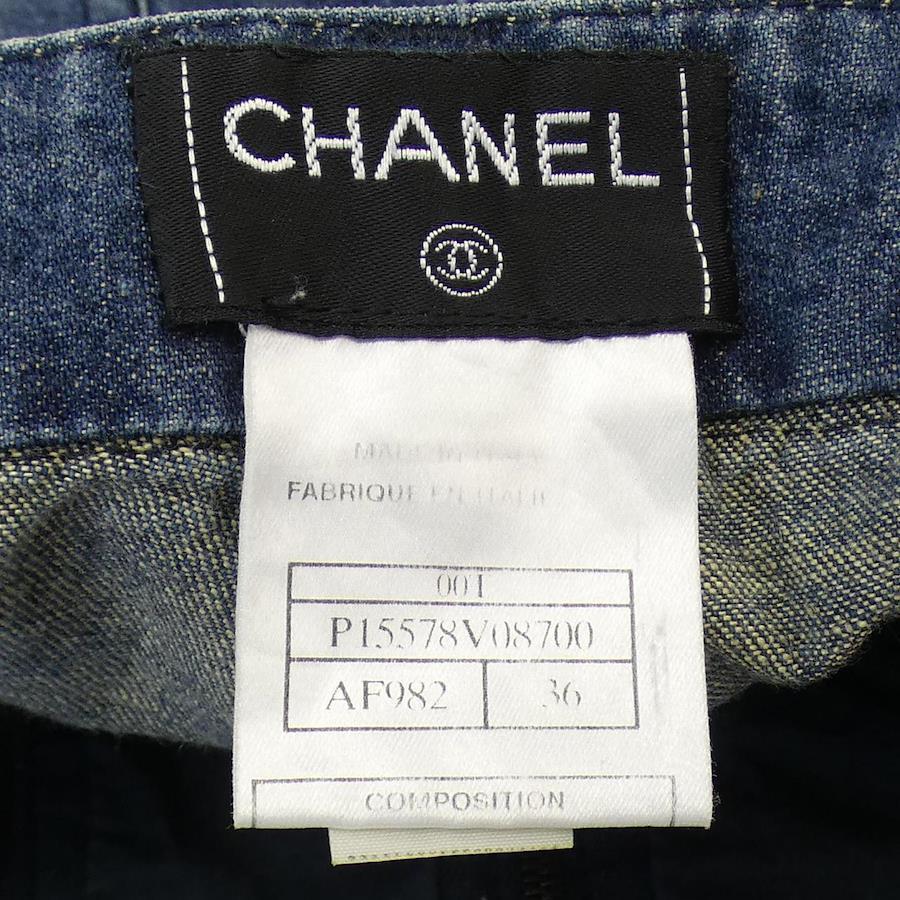 CHANEL
MADE IN ITALY
FABRIQUE EN ITALIE
001
P15578V08700
AF982 36
COMPOSITION